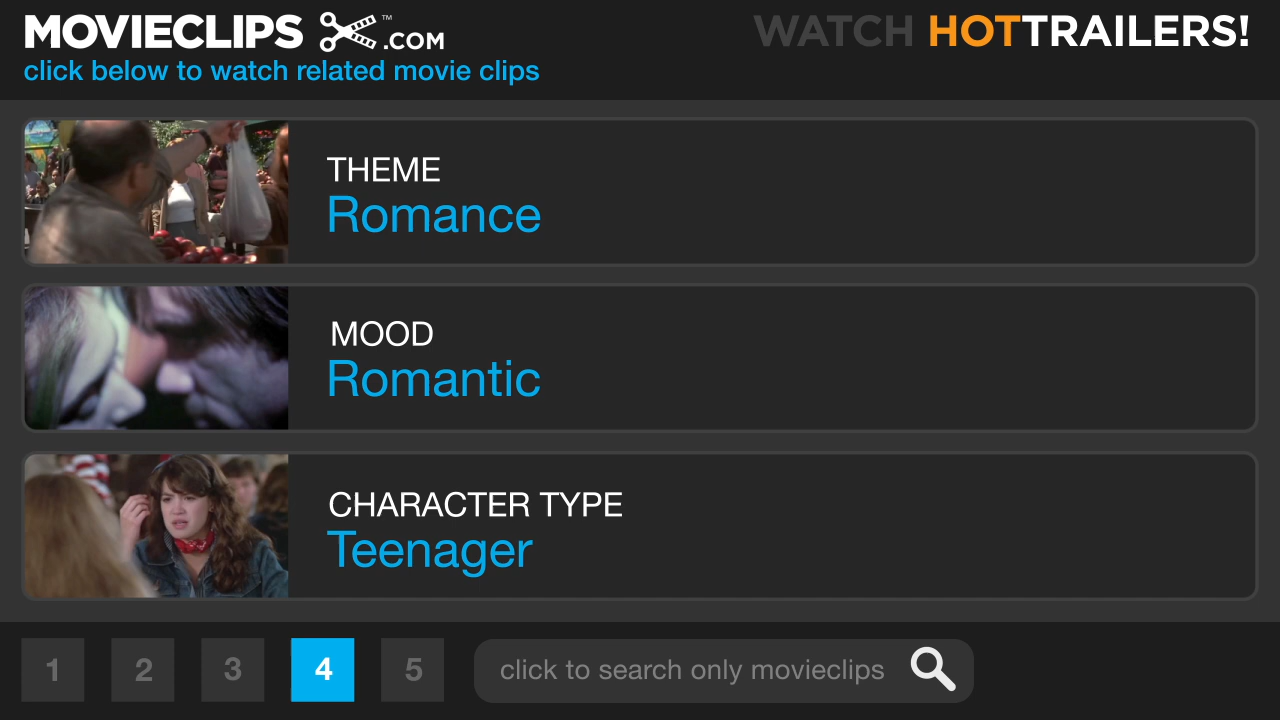 MOVIECLIPS ™ .COM
WATCH HOTTRAILERS!
click below to watch related movie clips
THEME
Romance
MOOD
Romantic
CHARACTER TYPE
Teenager
1 2 3 4 5 click to search only movieclips